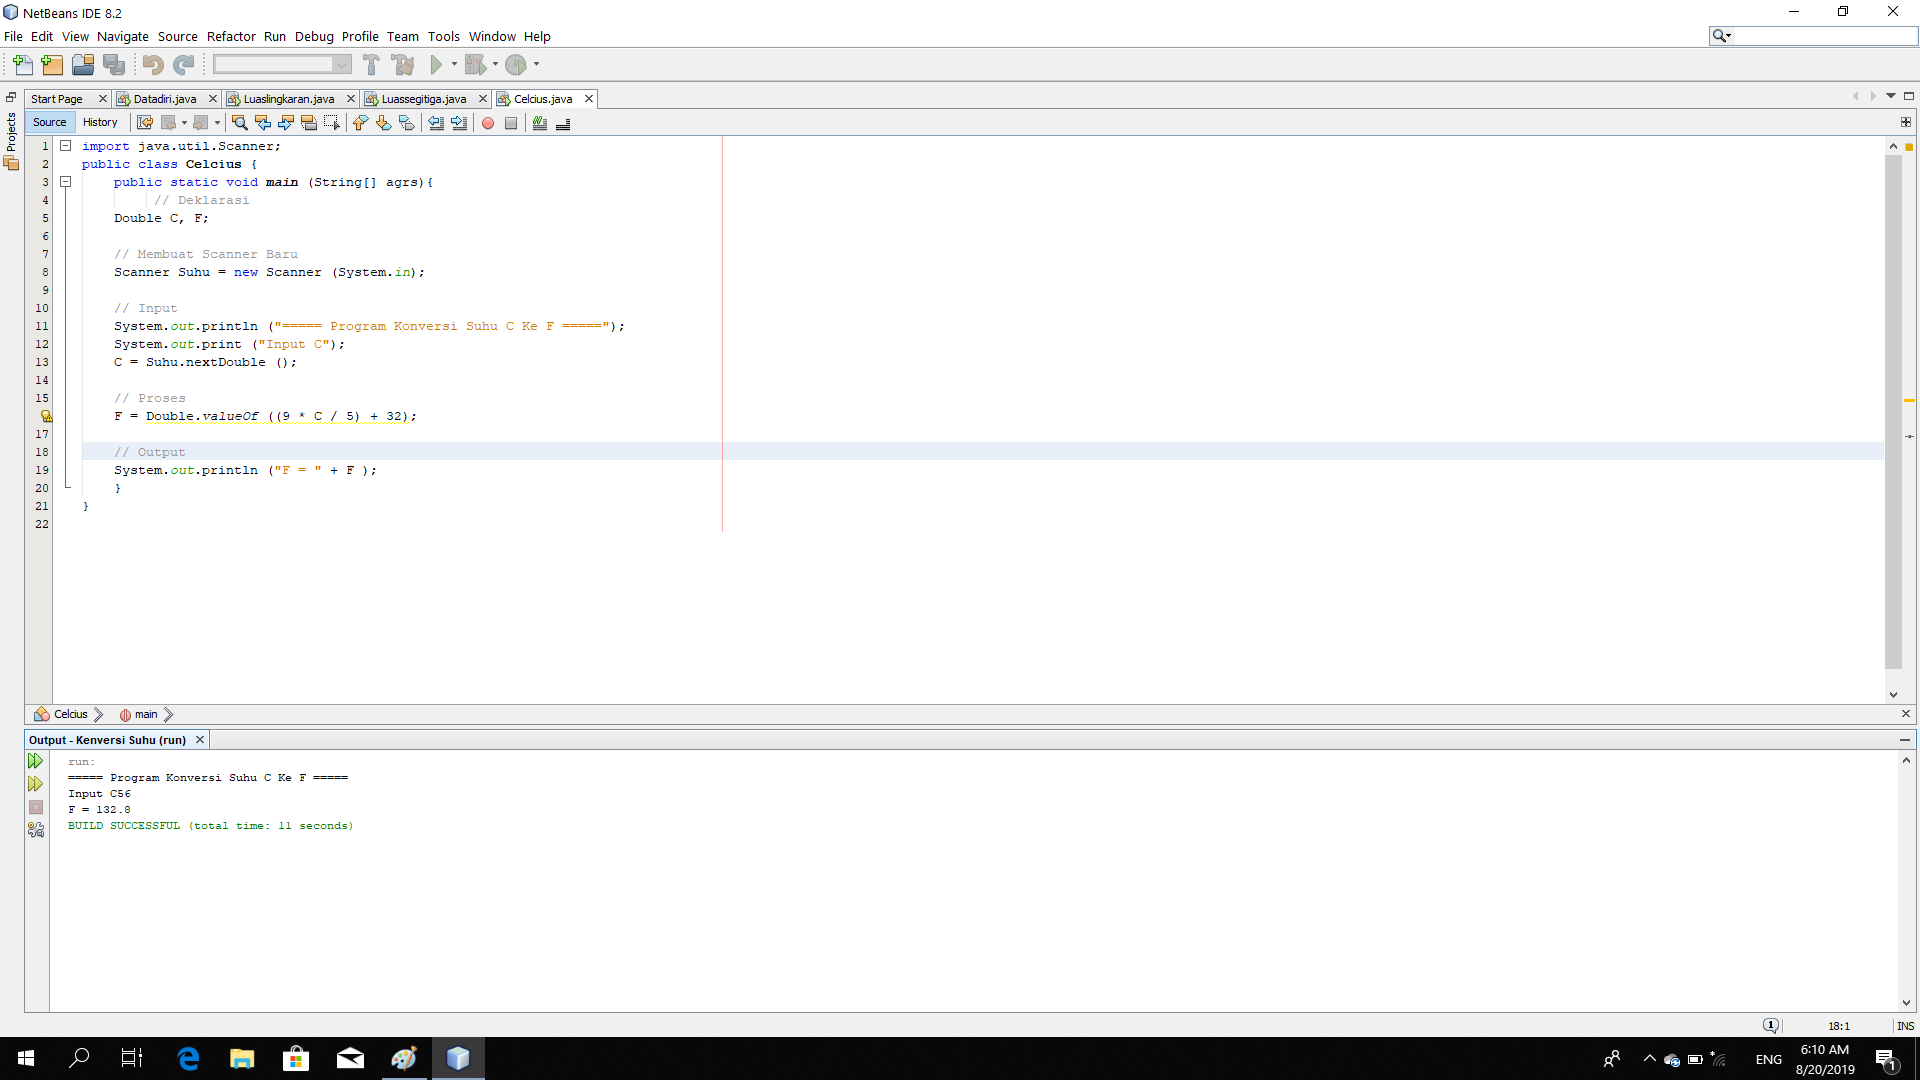 NetBeans IDE 8.2
File Edit View Navigate Source Refactor Run Debug Profile Team Tools Window Help
Start Page Datadiri.java Luaslingkaran.java Luassegitiga.java Celcius.java
Projects
Source History
1 import java.util.Scanner;
2 public class Celcius {
3 public static void main (String[] agrs){
4 // Deklarasi
5 Double C, F;
6
7 // Membuat Scanner Baru
8 Scanner Suhu = new Scanner (System.in);
9
10 // Input
11 System.out.println ("===== Program Konversi Suhu C Ke F =====");
12 System.out.print ("Input C");
13 C = Suhu.nextDouble ();
14
15 // Proses
F = Double.valueOf ((9 * C / 5) + 32);
17
18 // Output
19 System.out.println ("F = " + F );
20 }
21 }
22
Celcius main
Output - Kenversi Suhu (run)
run:
===== Program Konversi Suhu C Ke F =====
Input C56
F = 132.8
BUILD SUCCESSFUL (total time: 11 seconds)
1 18:1 INS
ENG 6:10 AM
8/20/2019 1